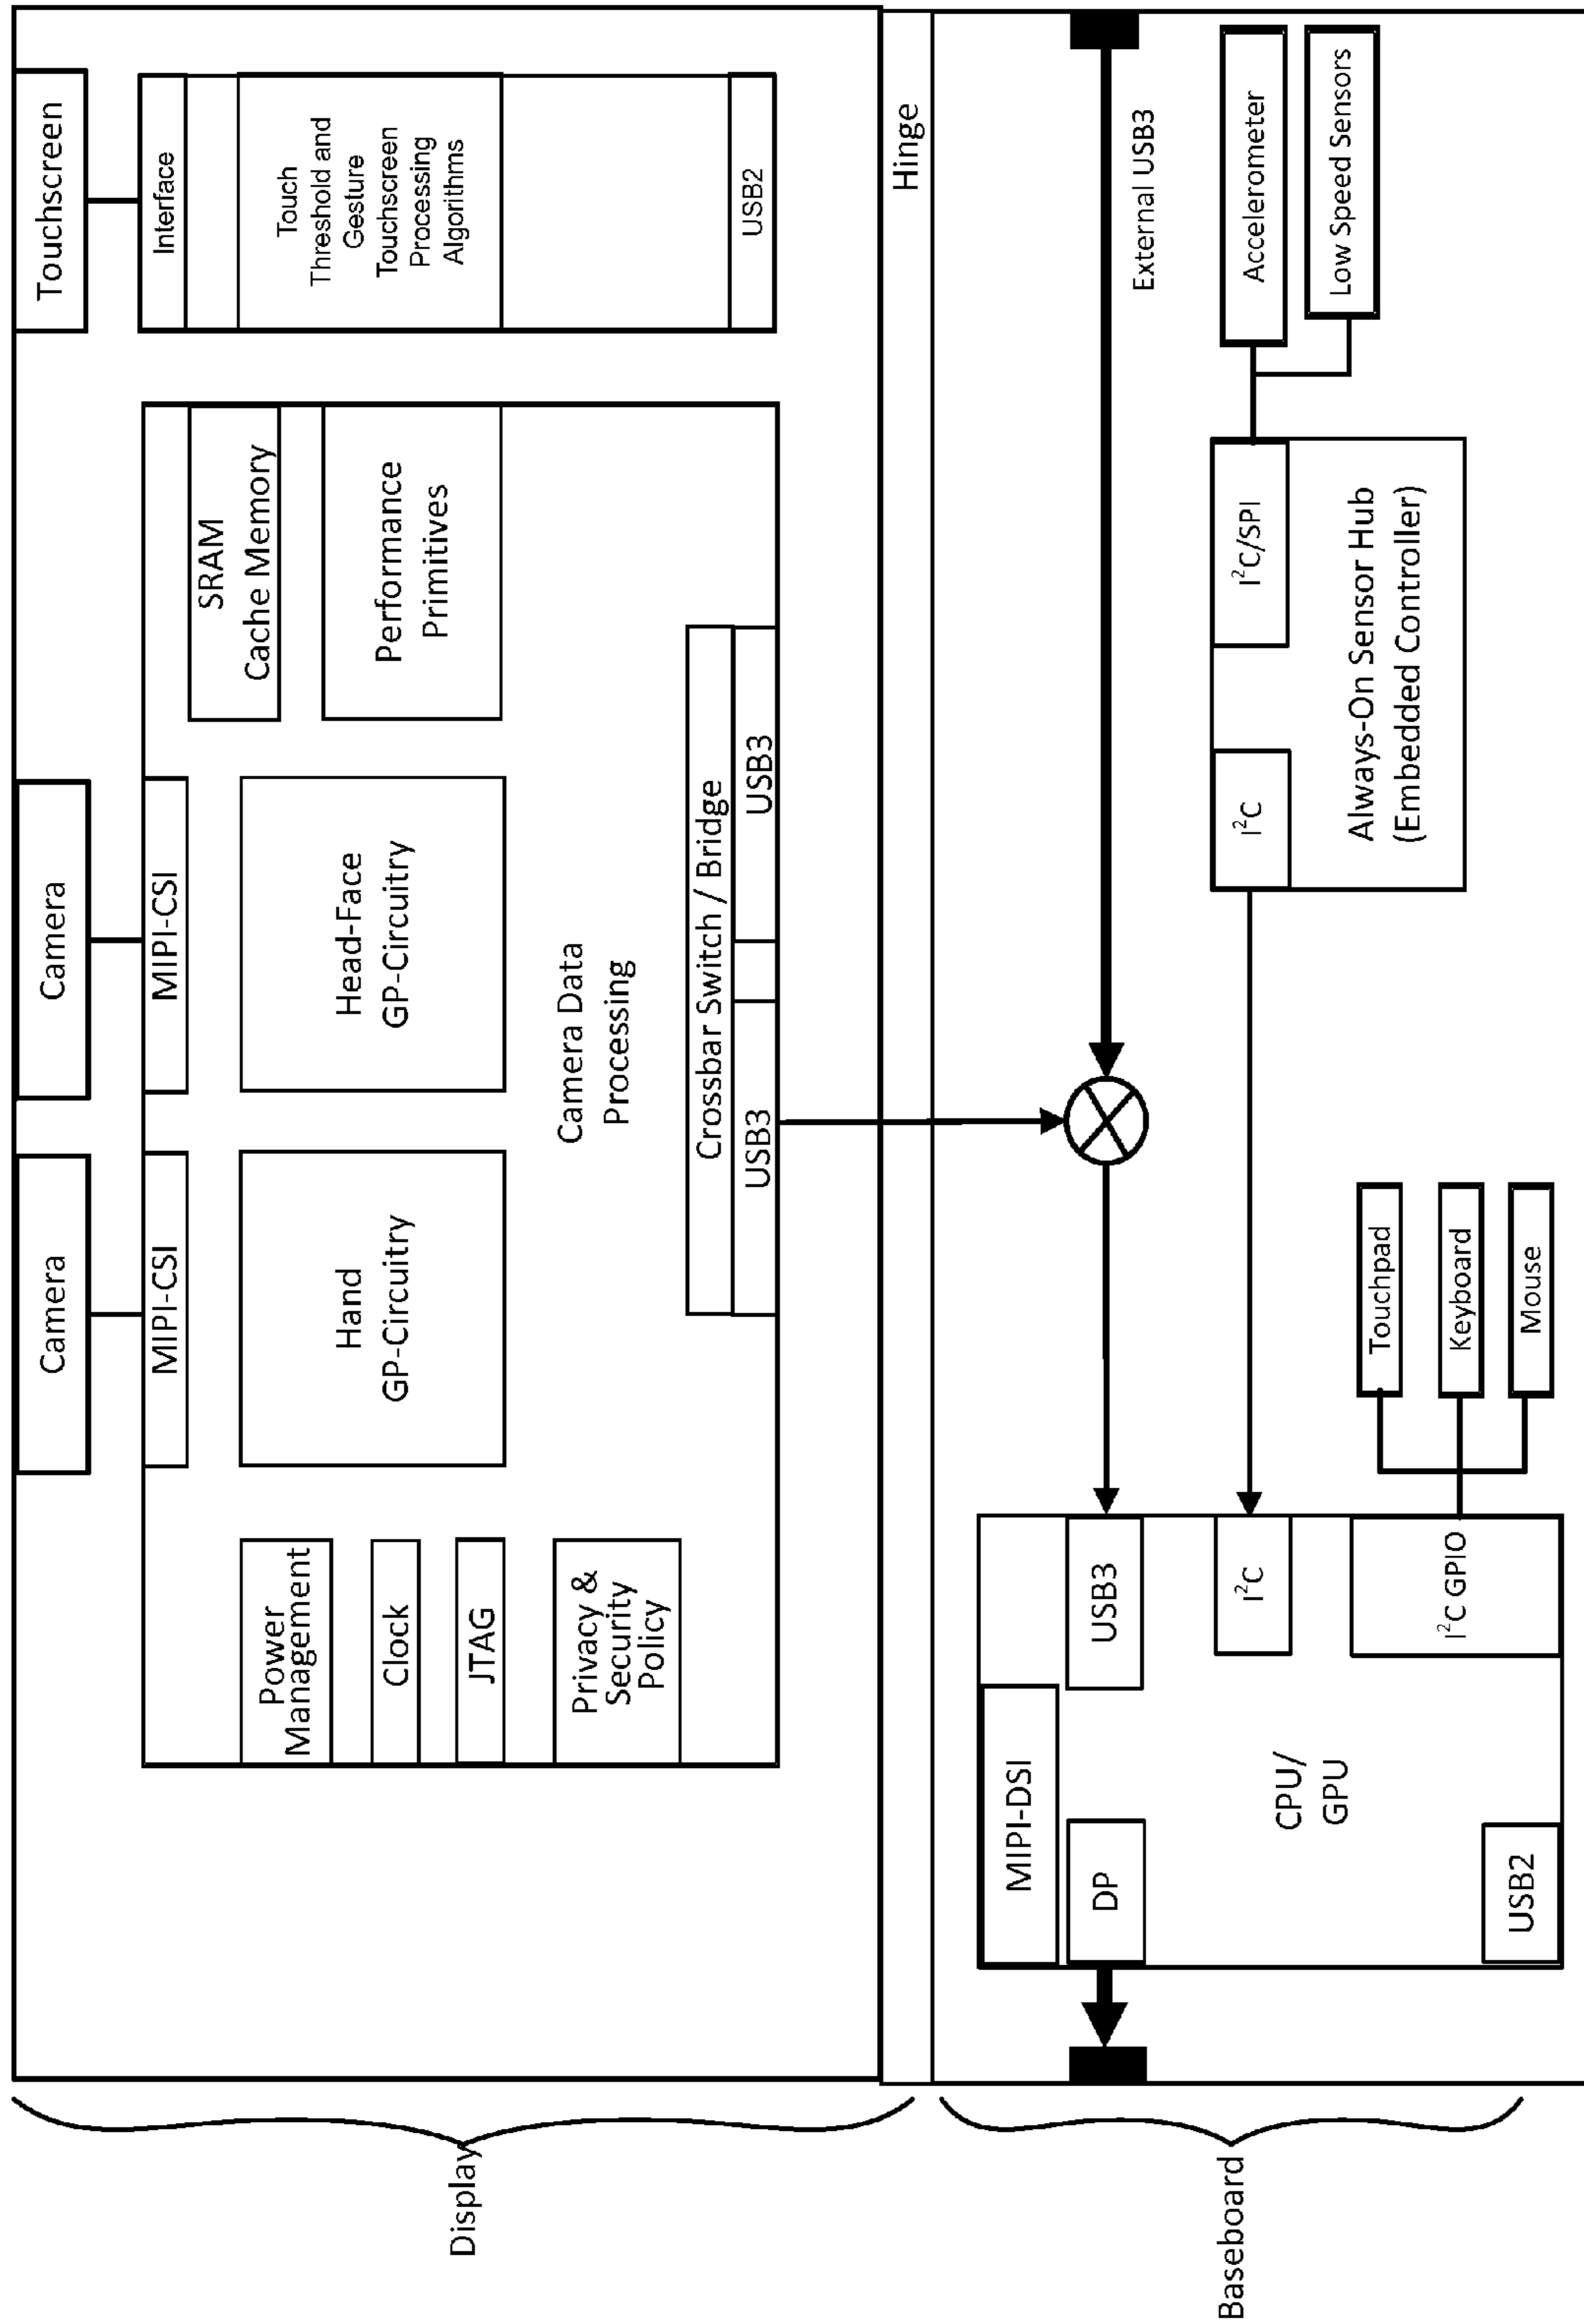 Display
Camera
Camera
Touchscreen
MIPI-CSI
MIPI-CSI
Interface
Power
Management
Clock
JTAG
Privacy &
Security
Policy
Hand
GP-Circuitry
Head-Face
GP-Circuitry
SRAM
Cache Memory
Performance
Primitives
Touch
Threshold and
Gesture
Touchscreen
Processing
Algorithms
Camera Data
Processing
Crossbar Switch / Bridge
USB3
USB3
USB2
Hinge
Baseboard
MIPI-DSI
DP
USB3
I²C
I²C GPIO
CPU/
GPU
USB2
External USB3
Touchpad
Keyboard
Mouse
I²C
I²C/SPI
Always-On Sensor Hub
(Embedded Controller)
Accelerometer
Low Speed Sensors